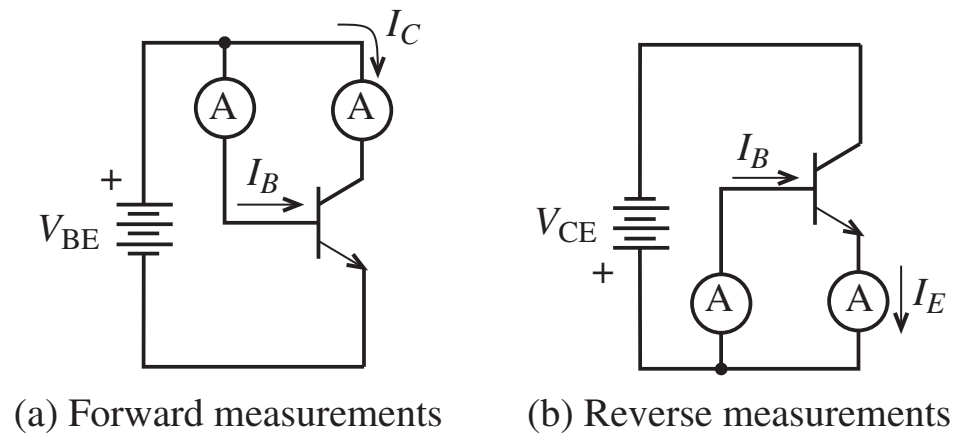 I_C
A A
+
I_B
V_BE
(a) Forward measurements
I_B
V_CE
+
A A
I_E
(b) Reverse measurements